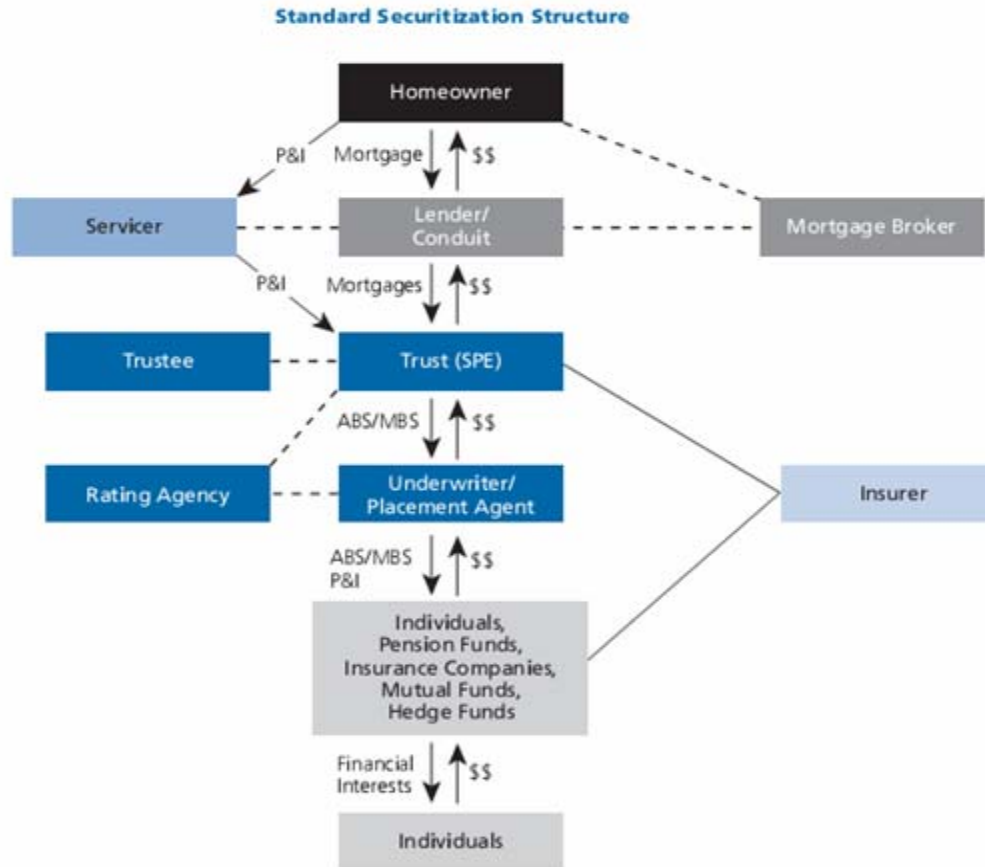 Standard Securitization Structure
Homeowner
P&I
Mortgage
$$
Servicer
Lender/
Conduit
Mortgage Broker
P&I
Mortgages
$$
Trustee
Trust (SPE)
ABS/MBS
$$
Rating Agency
Underwriter/
Placement Agent
Insurer
ABS/MBS
P&I
$$
Individuals,
Pension Funds,
Insurance Companies,
Mutual Funds,
Hedge Funds
Financial
Interests
$$
Individuals